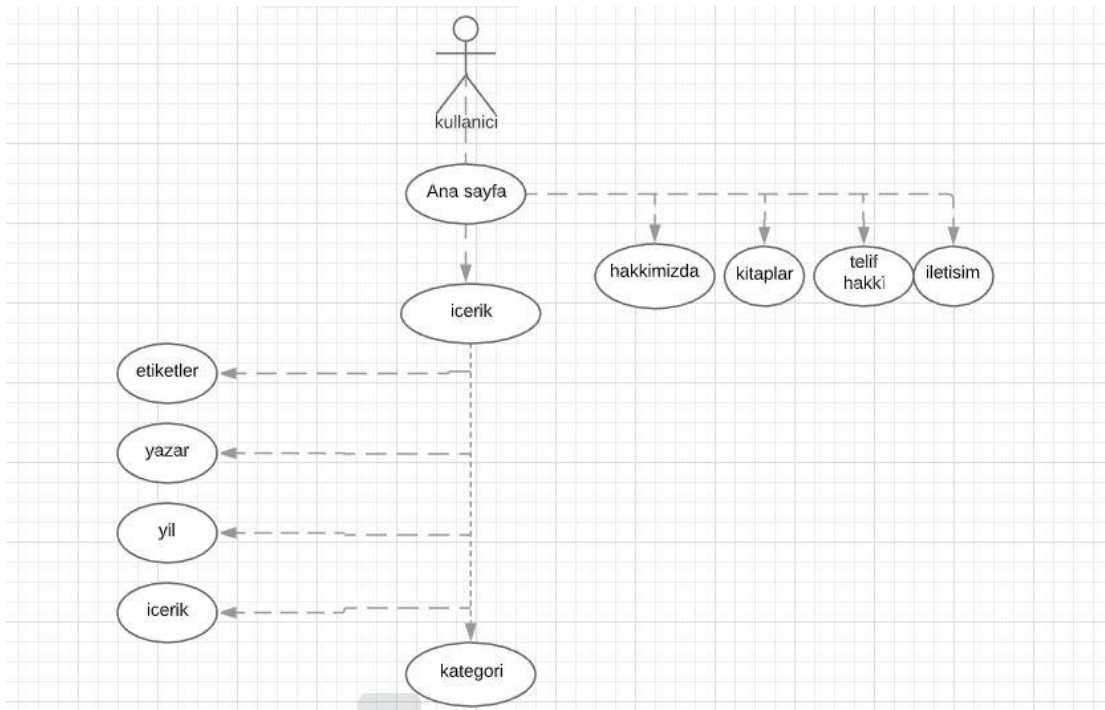 kullanici
Ana sayfa
hakkimizda
kitaplar
telif
hakki
iletisim
icerik
etiketler
yazar
yil
icerik
kategori